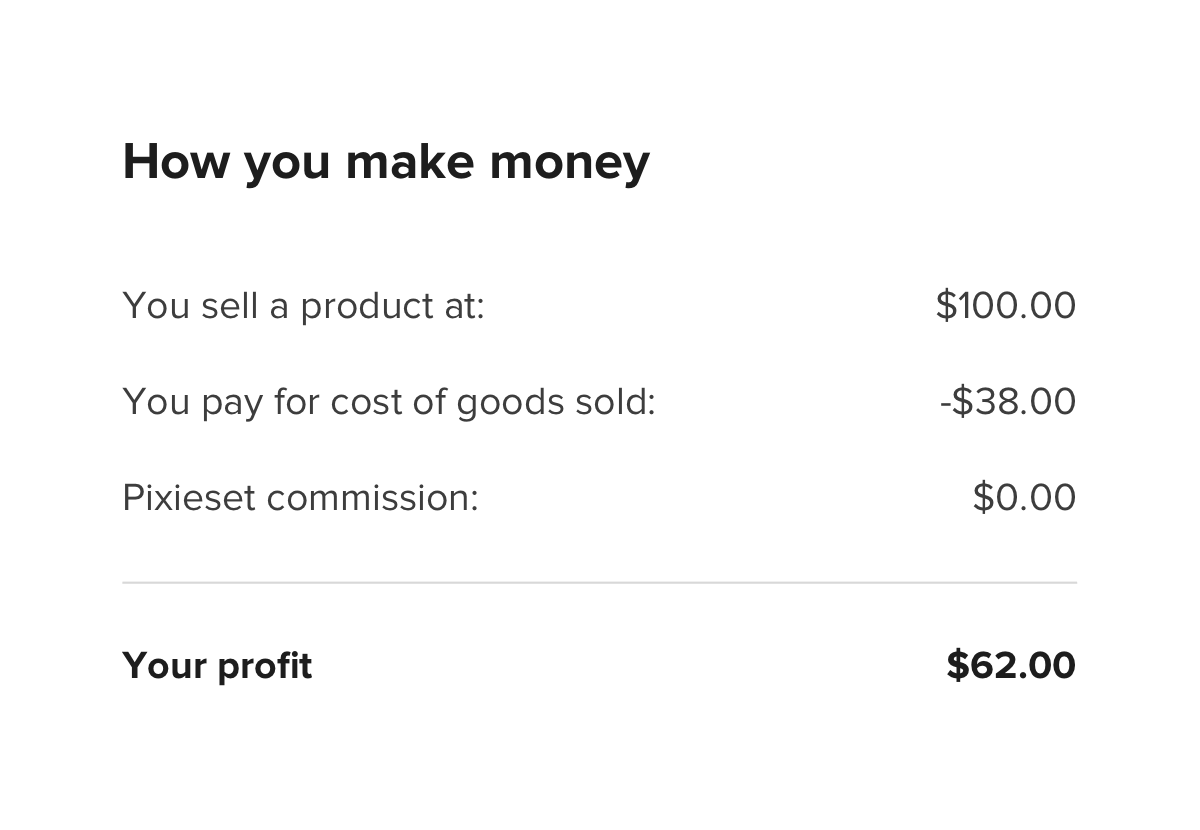 How you make money
You sell a product at: $100.00
You pay for cost of goods sold: -$38.00
Pixieset commission: $0.00
Your profit $62.00